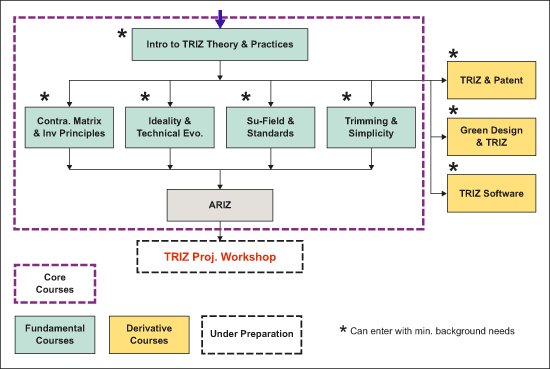 * Intro to TRIZ Theory & Practices
*
TRIZ & Patent
* * * *
Contra. Matrix
& Inv Principles
Ideality &
Technical Evo.
Su-Field &
Standards
Trimming &
Simplicity
*
Green Design
& TRIZ
*
TRIZ Software
ARIZ
TRIZ Proj. Workshop
Core
Courses
Fundamental
Courses
Derivative
Courses
Under Preparation
* Can enter with min. background needs